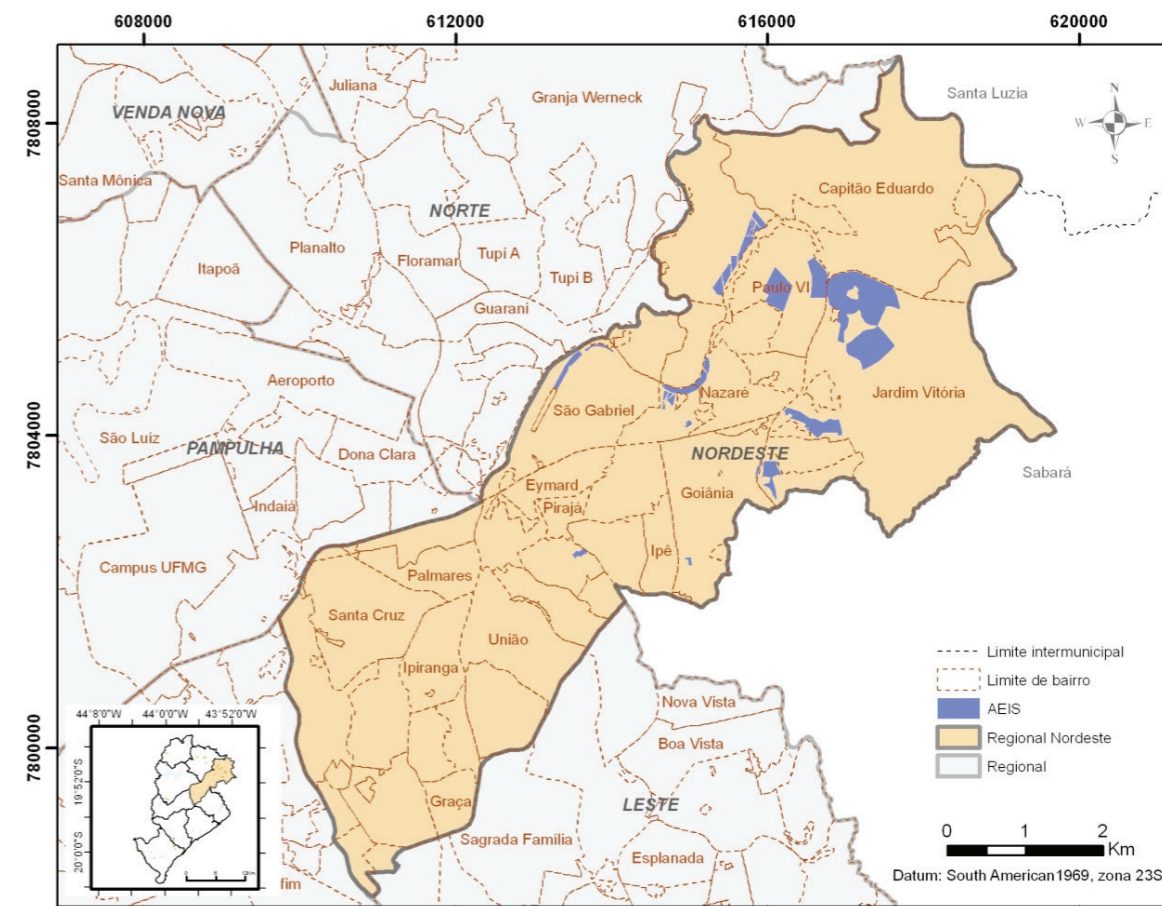 608000
612000
616000
620000
7808000
7804000
7800000
Juliana
VENDA NOVA
Granja Werneck
Santa Luzia
N
W
E
S
Santa Mônica
Capitão Eduardo
NORTE
Planalto
Floramar
Tupi A
Itapoã
Tupi B
Paulo VI
Guarani
Aeroporto
Nazaré
Jardim Vitória
São Gabriel
São Luiz
PAMPULHA
Dona Clara
NORDESTE
Sabará
Eymard
Goiânia
Indaiá
Pirajá
Ipê
Campus UFMG
Palmares
Santa Cruz
União
Ipiranga
Nova Vista
Boa Vista
Graça
LESTE
Sagrada Família
Esplanada
fim
Limite intermunicipal
Limite de bairro
AEIS
Regional Nordeste
Regional
0
1
2
Km
Datum: South American1969, zona 23S
44°8'0"W
44°0'0"W
43°52'0"W
19°52'0"S
20°0'0"S